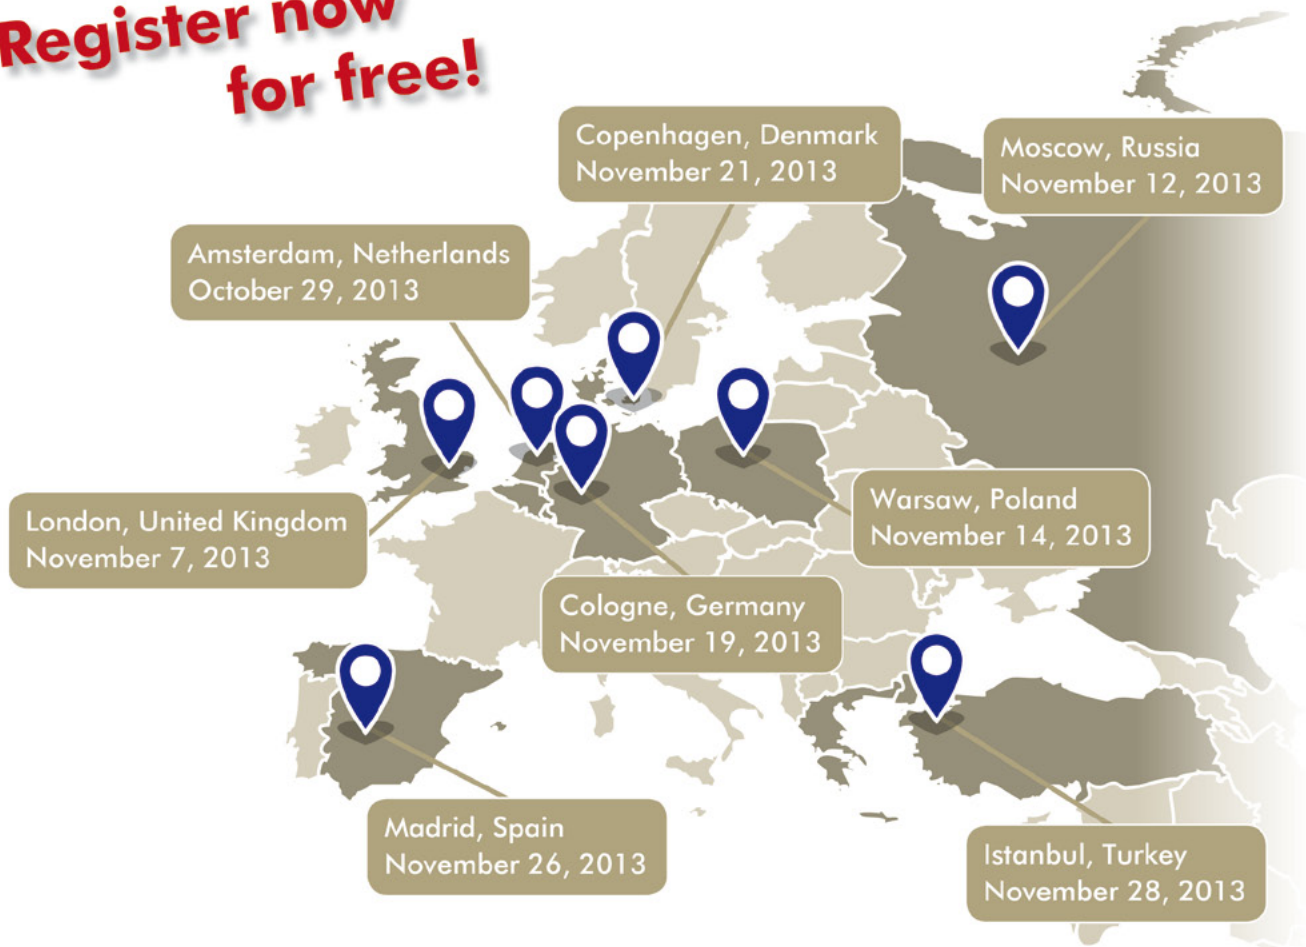 Register now
for free!
Copenhagen, Denmark
November 21, 2013
Moscow, Russia
November 12, 2013
Amsterdam, Netherlands
October 29, 2013
London, United Kingdom
November 7, 2013
Warsaw, Poland
November 14, 2013
Cologne, Germany
November 19, 2013
Madrid, Spain
November 26, 2013
Istanbul, Turkey
November 28, 2013